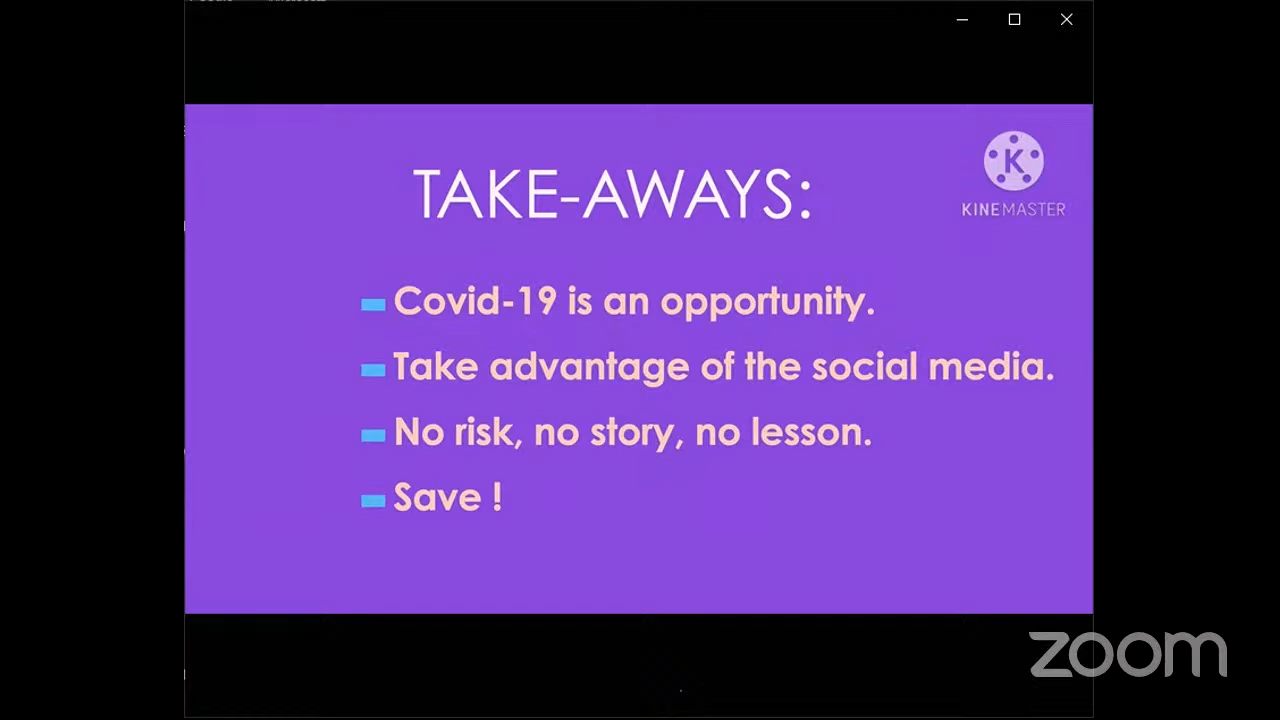 TAKE-AWAYS:
K
KINEMASTER
Covid-19 is an opportunity.
Take advantage of the social media.
No risk, no story, no lesson.
Save !
zoom